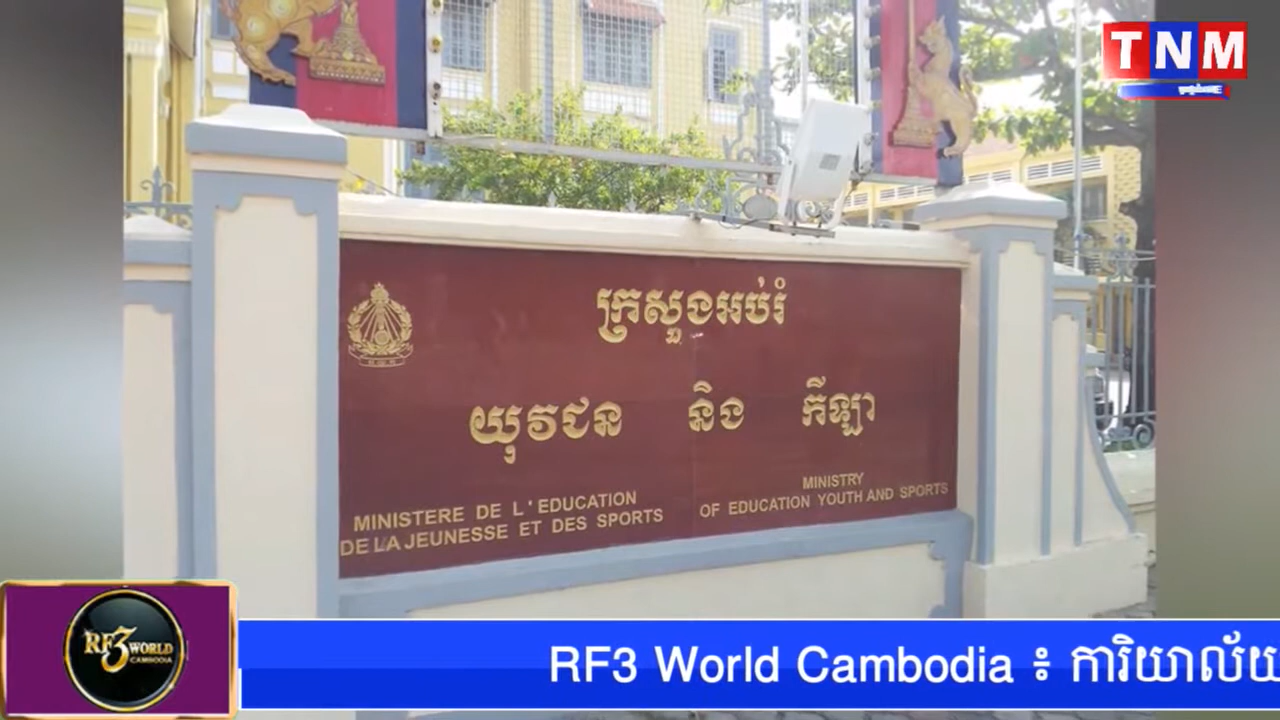 TNM
ក្រសួងអប់រំ
យុវជន និង កីឡា
MINISTERE DE L'EDUCATION
DE LA JEUNESSE ET DES SPORTS
MINISTRY
OF EDUCATION YOUTH AND SPORTS
RF3 WORLD
CAMBODIA
RF3 World Cambodia ៖ ការិយាល័យ